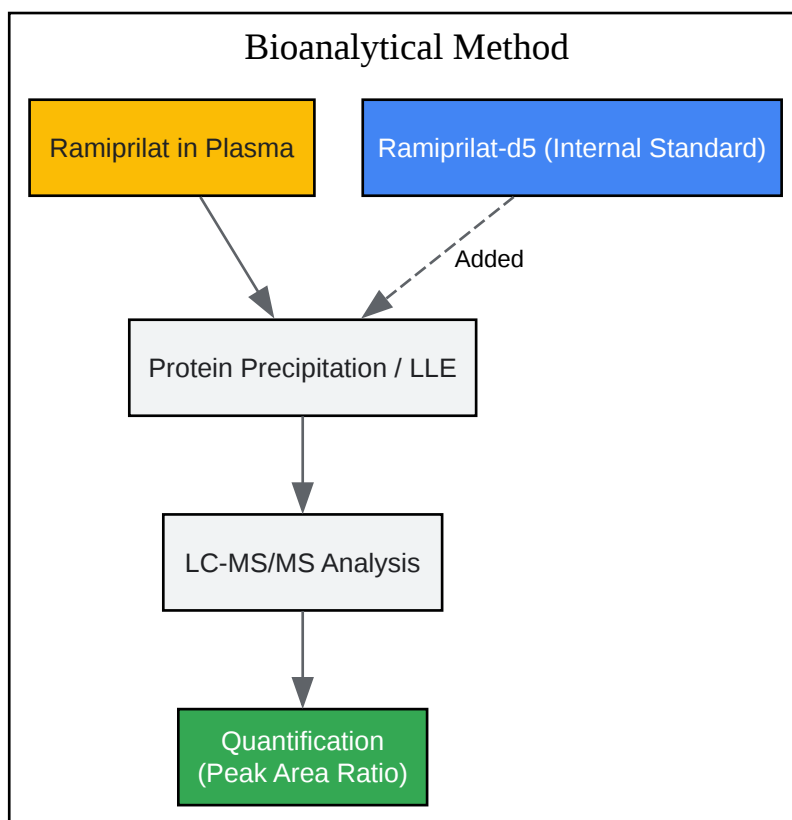 Bioanalytical Method
Ramiprilat in Plasma
Ramiprilat-d5 (Internal Standard)
Added
Protein Precipitation / LLE
LC-MS/MS Analysis
Quantification
(Peak Area Ratio)